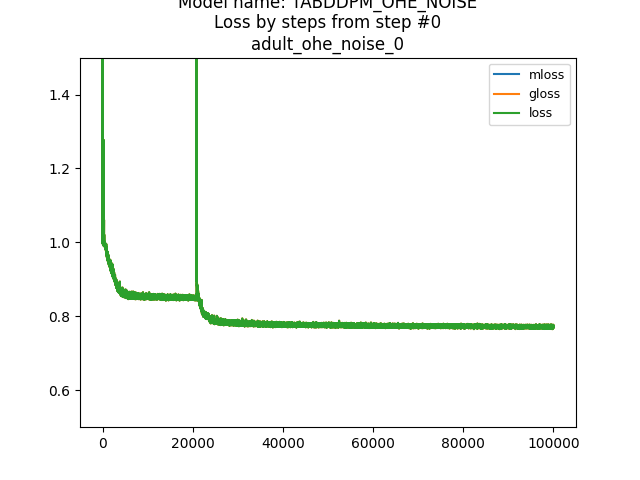 Model name: TABDDPM_OHE_NOISE
Loss by steps from step #0
adult_ohe_noise_0
mloss
gloss
loss
1.4
1.2
1.0
0.8
0.6
0
20000
40000
60000
80000
100000